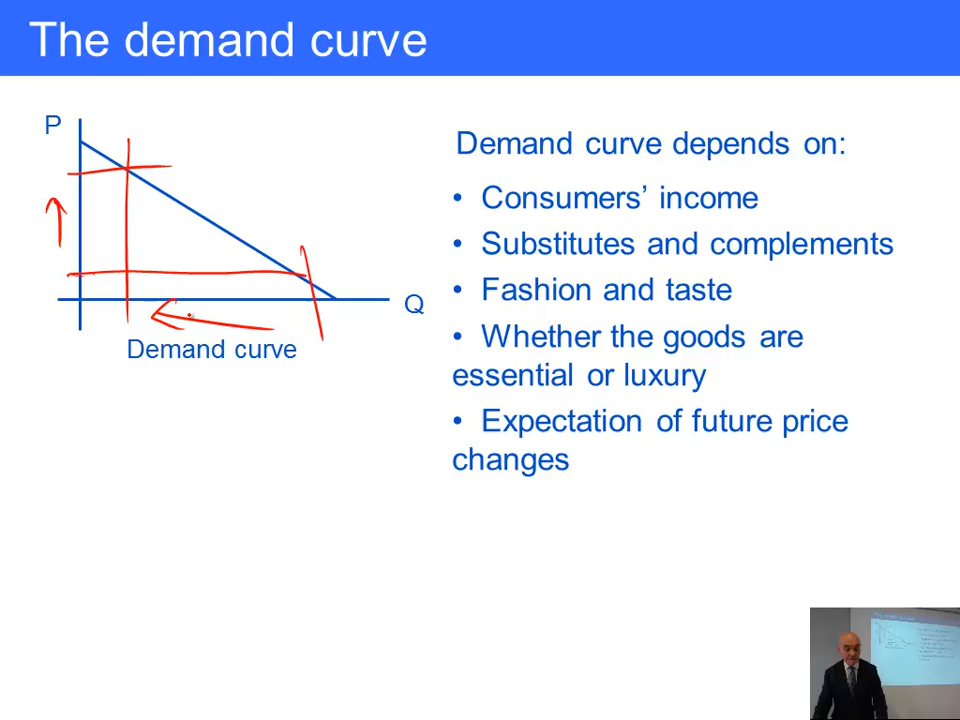 The demand curve
P
Q
Demand curve
Demand curve depends on:
• Consumers’ income
• Substitutes and complements
• Fashion and taste
• Whether the goods are
essential or luxury
• Expectation of future price
changes